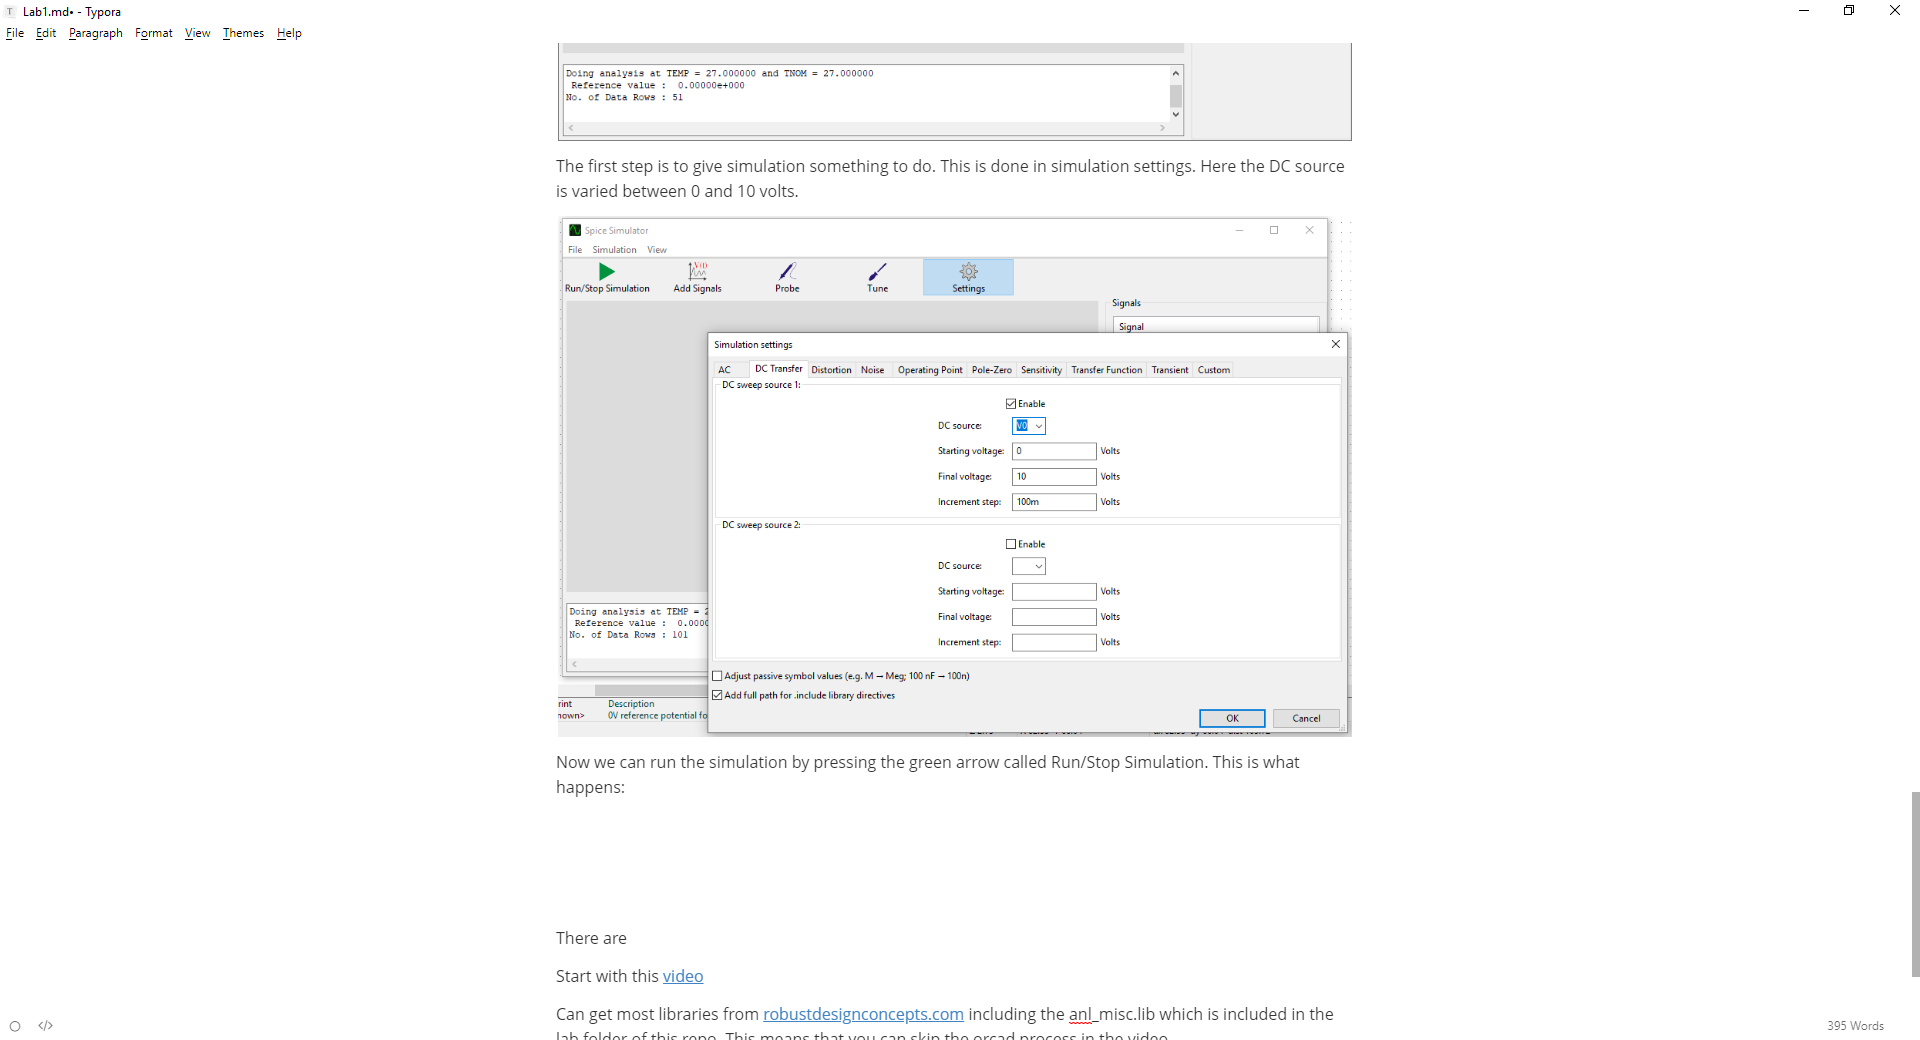 Lab1.md• - Typora
File Edit Paragraph Format View Themes Help
Doing analysis at TEMP = 27.000000 and TNOM = 27.000000
Reference value : 0.00000e+000
No. of Data Rows : 51
The first step is to give simulation something to do. This is done in simulation settings. Here the DC source
is varied between 0 and 10 volts.
Spice Simulator
File Simulation View
Run/Stop Simulation Add Signals Probe Tune Settings
Signals
Signal
Simulation settings
AC DC Transfer Distortion Noise Operating Point Pole-Zero Sensitivity Transfer Function Transient Custom
DC sweep source 1:
Enable
DC source: V0
Starting voltage: 0 Volts
Final voltage: 10 Volts
Increment step: 100m Volts
DC sweep source 2:
Enable
DC source:
Starting voltage: Volts
Final voltage: Volts
Increment step: Volts
Doing analysis at TEMP = 2
Reference value : 0.0000
No. of Data Rows : 101
Adjust passive symbol values (e.g. M → Meg; 100 nF → 100n)
Add full path for .include library directives
rint Description
nown> 0V reference potential fo
OK Cancel
Now we can run the simulation by pressing the green arrow called Run/Stop Simulation. This is what
happens:
There are
Start with this video
Can get most libraries from robustdesignconcepts.com including the anl_misc.lib which is included in the
lab folder of this repo. This means that you can skip the orcad process in the video
395 Words